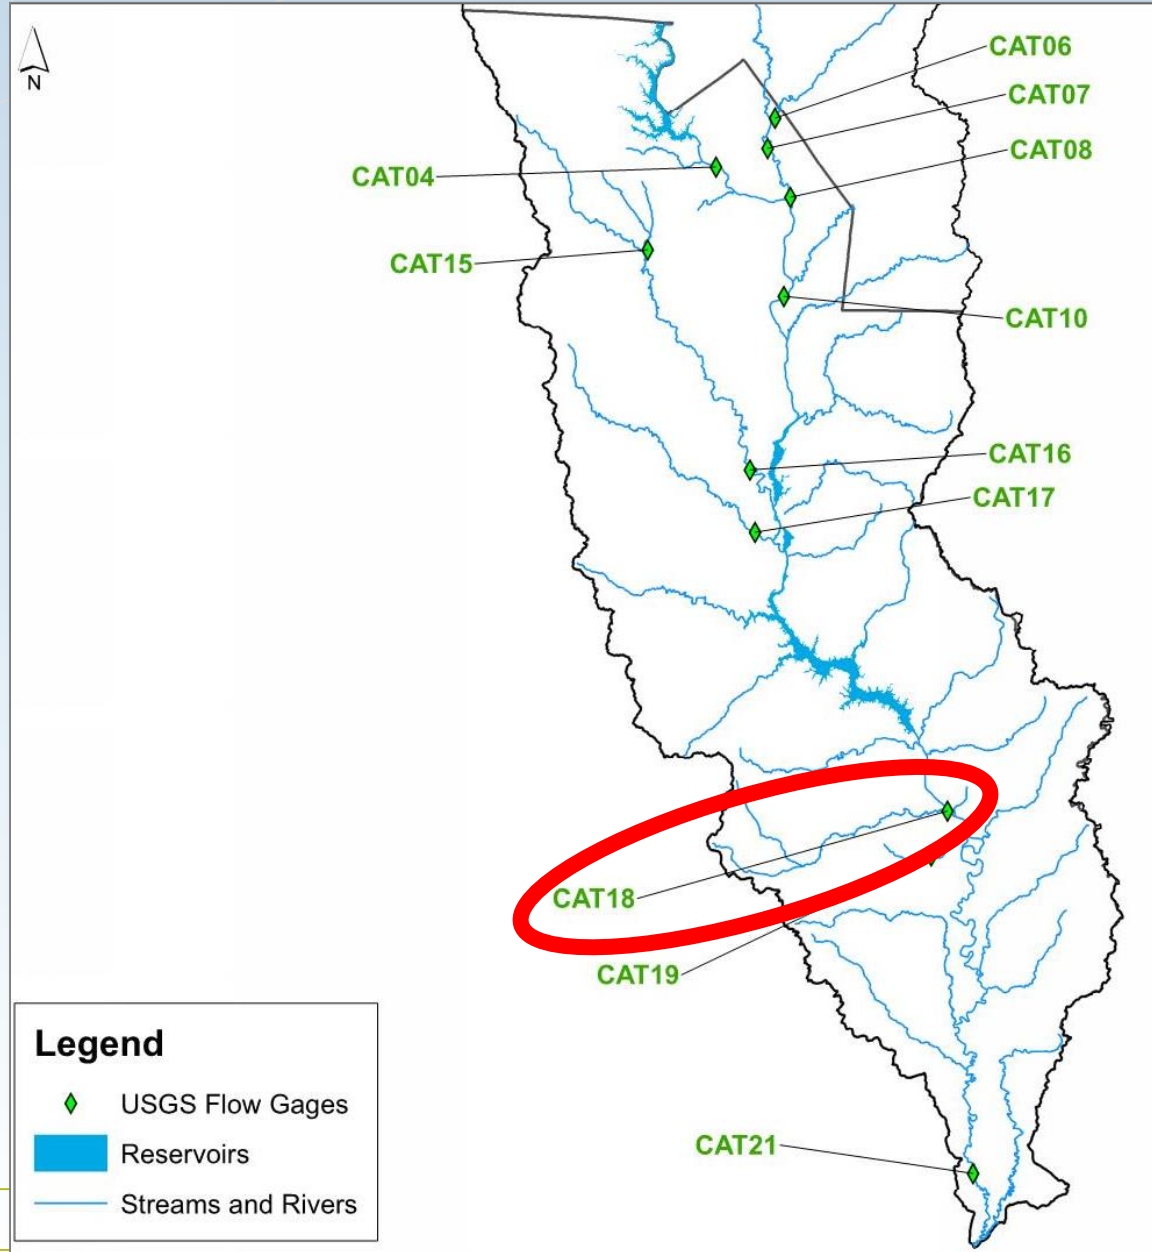 N
CAT06
CAT07
CAT08
CAT04
CAT15
CAT10
CAT16
CAT17
CAT18
CAT19
CAT21
Legend
USGS Flow Gages
Reservoirs
Streams and Rivers